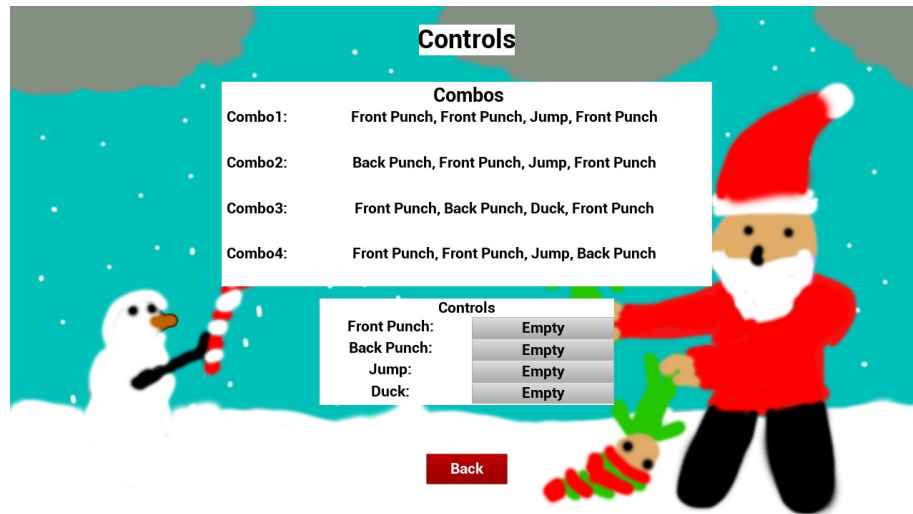 Controls
Combos
Combo1: Front Punch, Front Punch, Jump, Front Punch
Combo2: Back Punch, Front Punch, Jump, Front Punch
Combo3: Front Punch, Back Punch, Duck, Front Punch
Combo4: Front Punch, Front Punch, Jump, Back Punch
Controls
Front Punch: Empty
Back Punch: Empty
Jump: Empty
Duck: Empty
Back